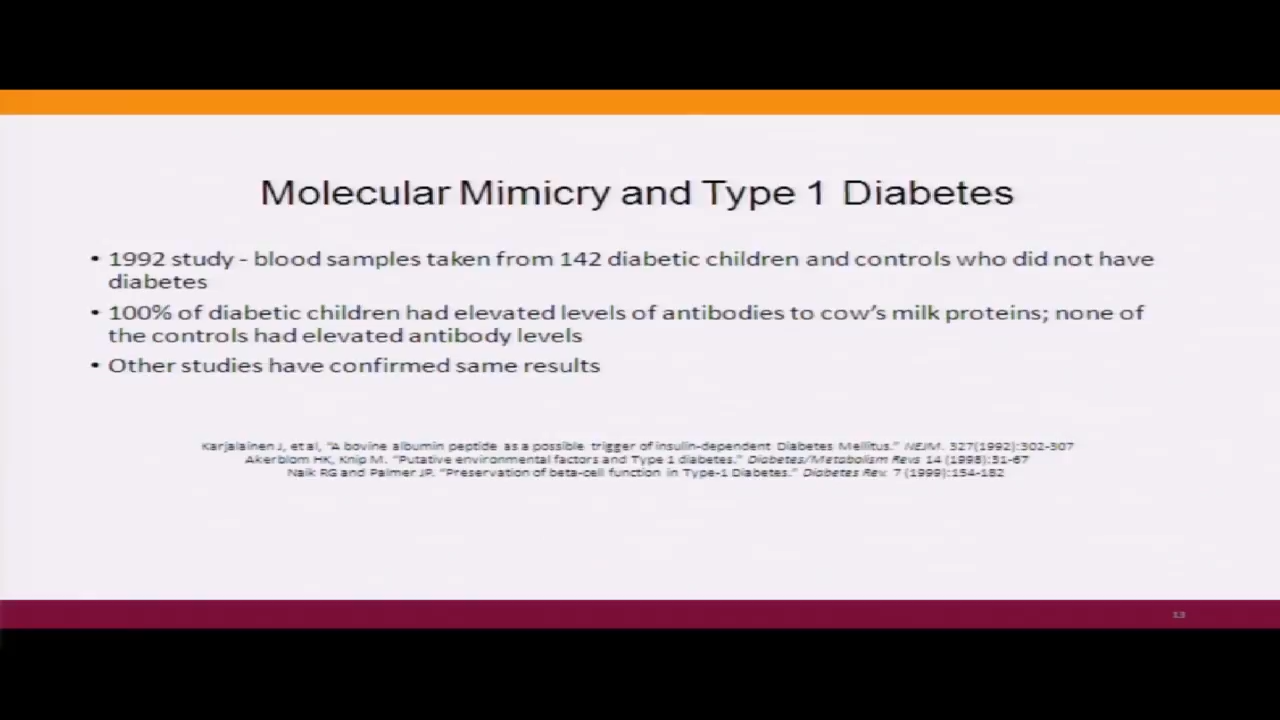 Molecular Mimicry and Type 1 Diabetes
• 1992 study - blood samples taken from 142 diabetic children and controls who did not have
diabetes
• 100% of diabetic children had elevated levels of antibodies to cow's milk proteins; none of
the controls had elevated antibody levels
• Other studies have confirmed same results
Karjalainen J, et al, "A bovine albumin peptide as a possible trigger of insulin-dependent Diabetes Mellitus." NEJM. 327(1992):302-307
Akerblom HK, Knip M. "Putative environmental factors and Type 1 diabetes." Diabetes/Metabolism Revs 14 (1998):31-67
Naik RG and Palmer JP. "Preservation of beta-cell function in Type-1 Diabetes." Diabetes Rev. 7 (1999):154-182
13